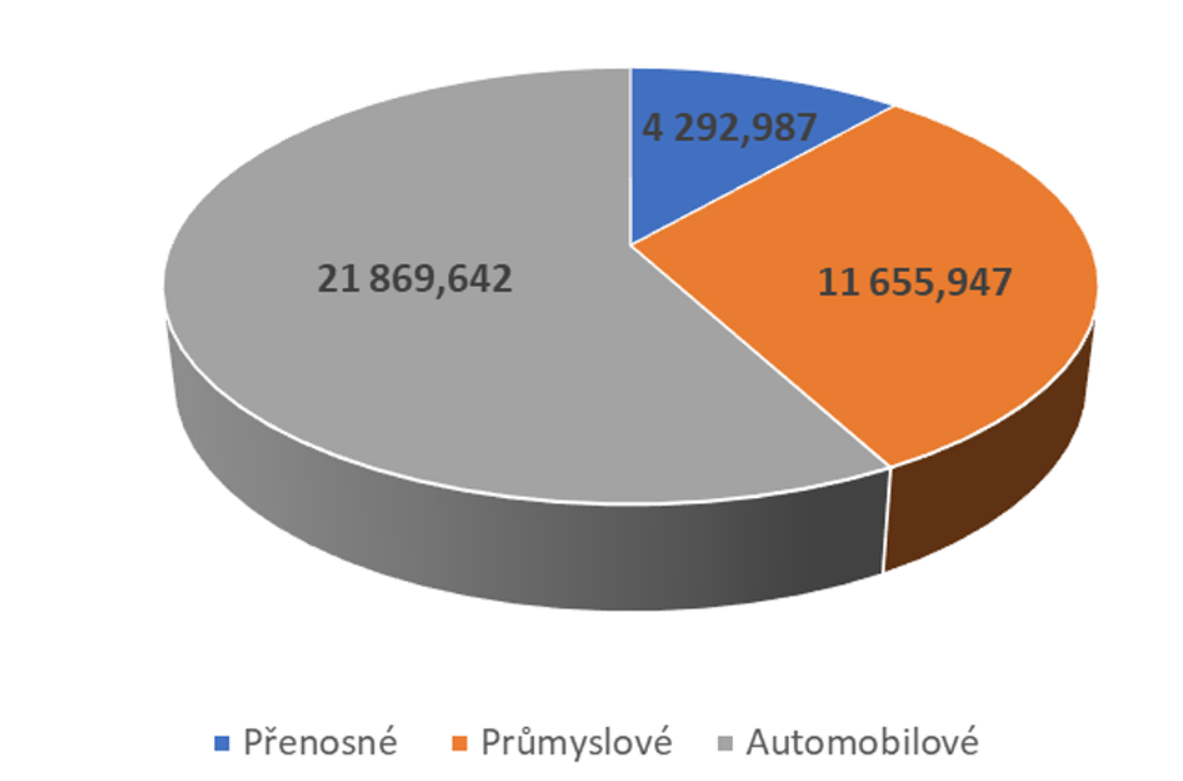 4 292,987
21 869,642
11 655,947
Přenosné
Průmyslové
Automobilové